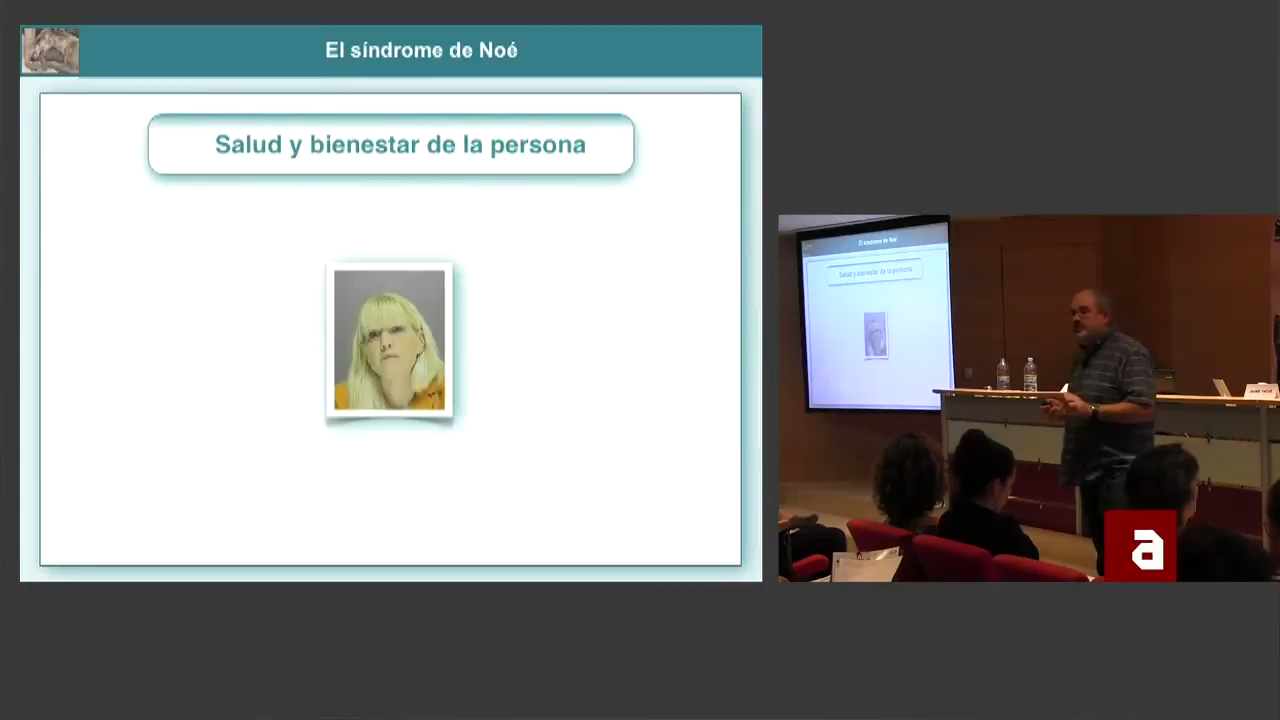 El síndrome de Noé
Salud y bienestar de la persona
El síndrome de Noé
Salud y bienestar de la persona
a